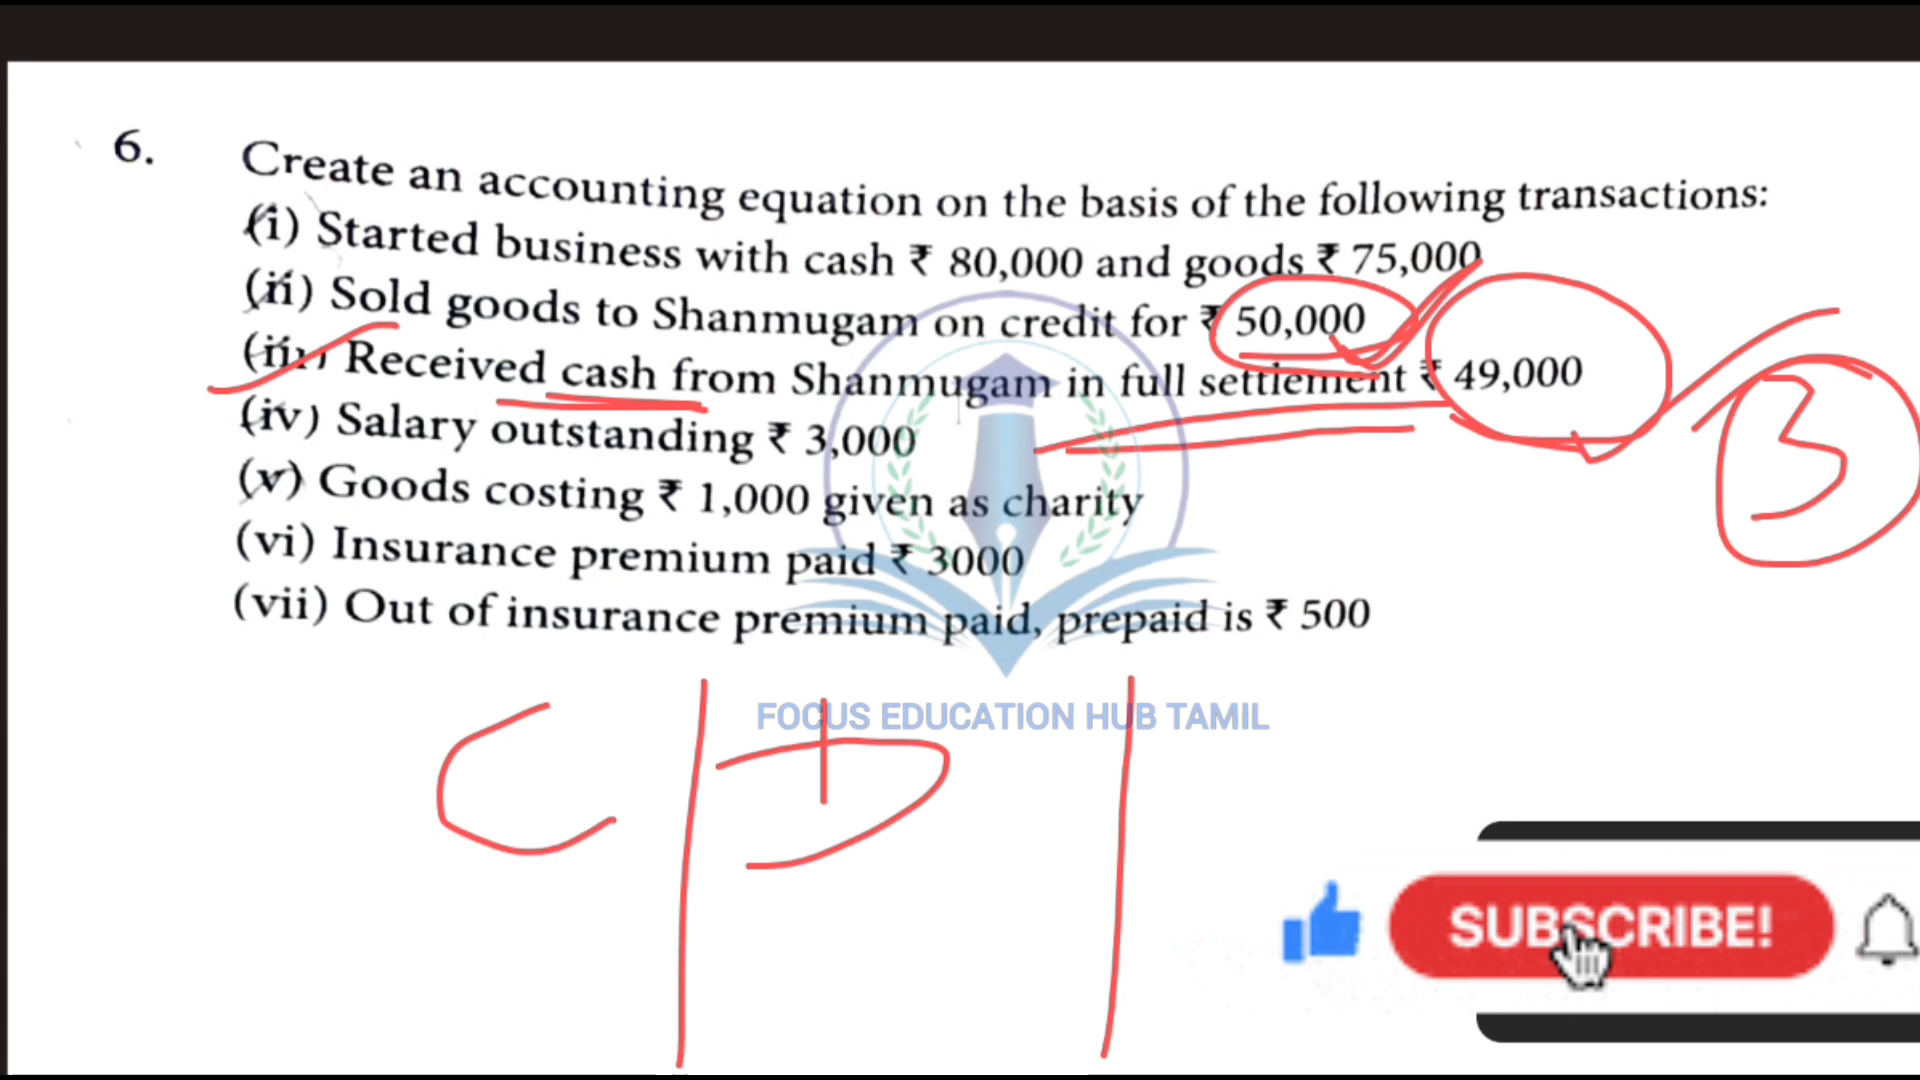 6.
Create an accounting equation on the basis of the following transactions:
(i) Started business with cash ₹ 80,000 and goods ₹ 75,000
(ii) Sold goods to Shanmugam on credit for ₹ 50,000
(iii) Received cash from Shanmugam in full settlement ₹ 49,000
(iv) Salary outstanding ₹ 3,000
(v) Goods costing ₹ 1,000 given as charity
(vi) Insurance premium paid ₹ 3000
(vii) Out of insurance premium paid, prepaid is ₹ 500
3
C D
FOCUS EDUCATION HUB TAMIL
SUBSCRIBE!